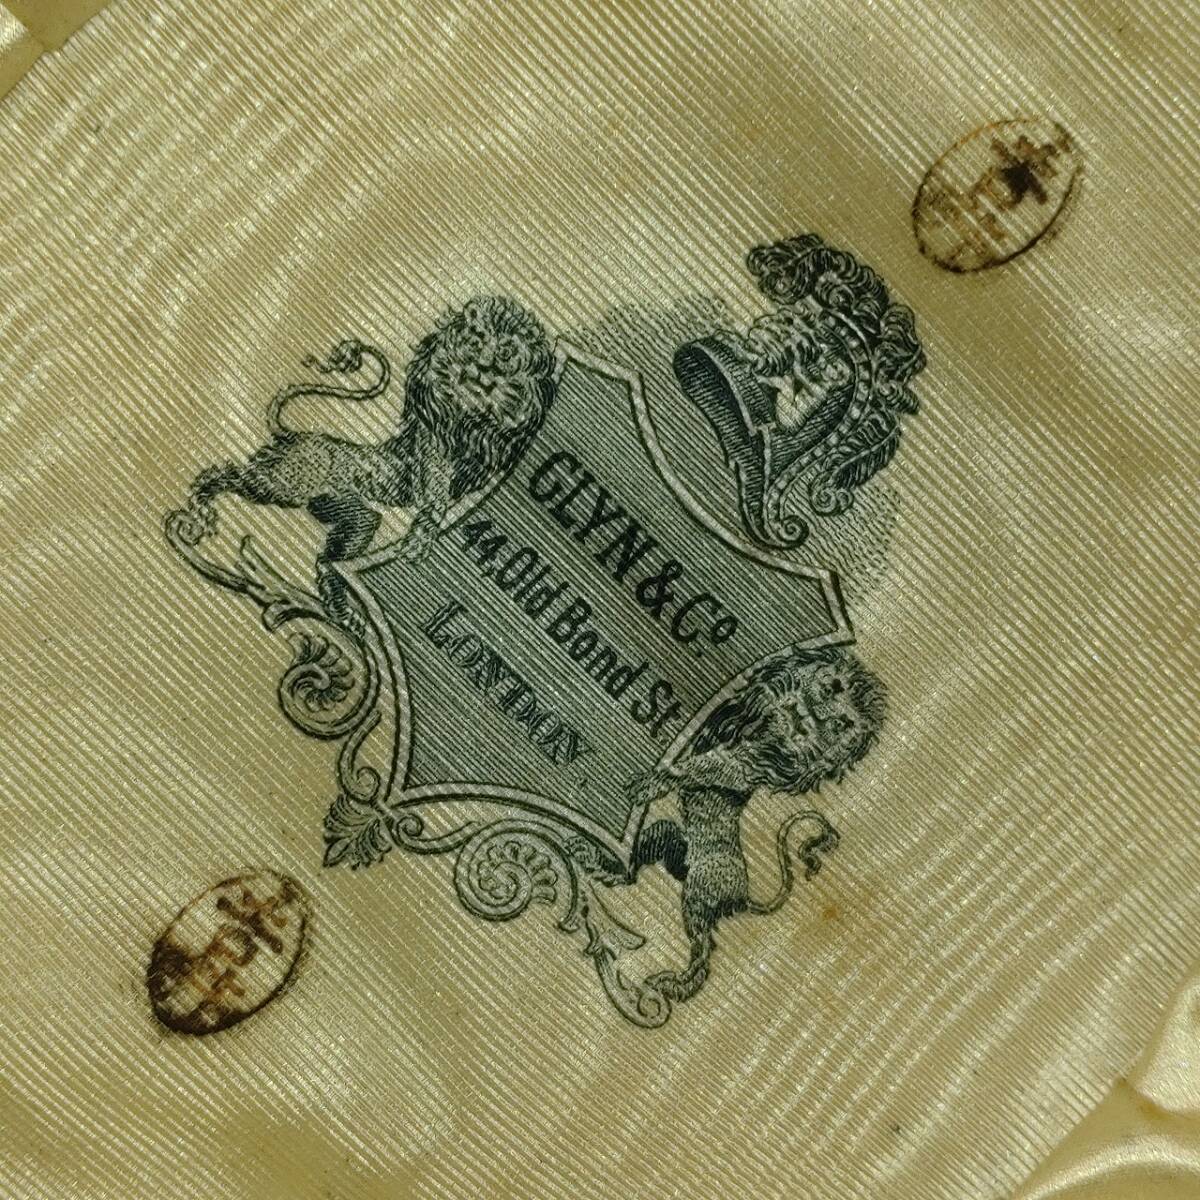 GLYN & Co.
44, Old Bond St.
LONDON.